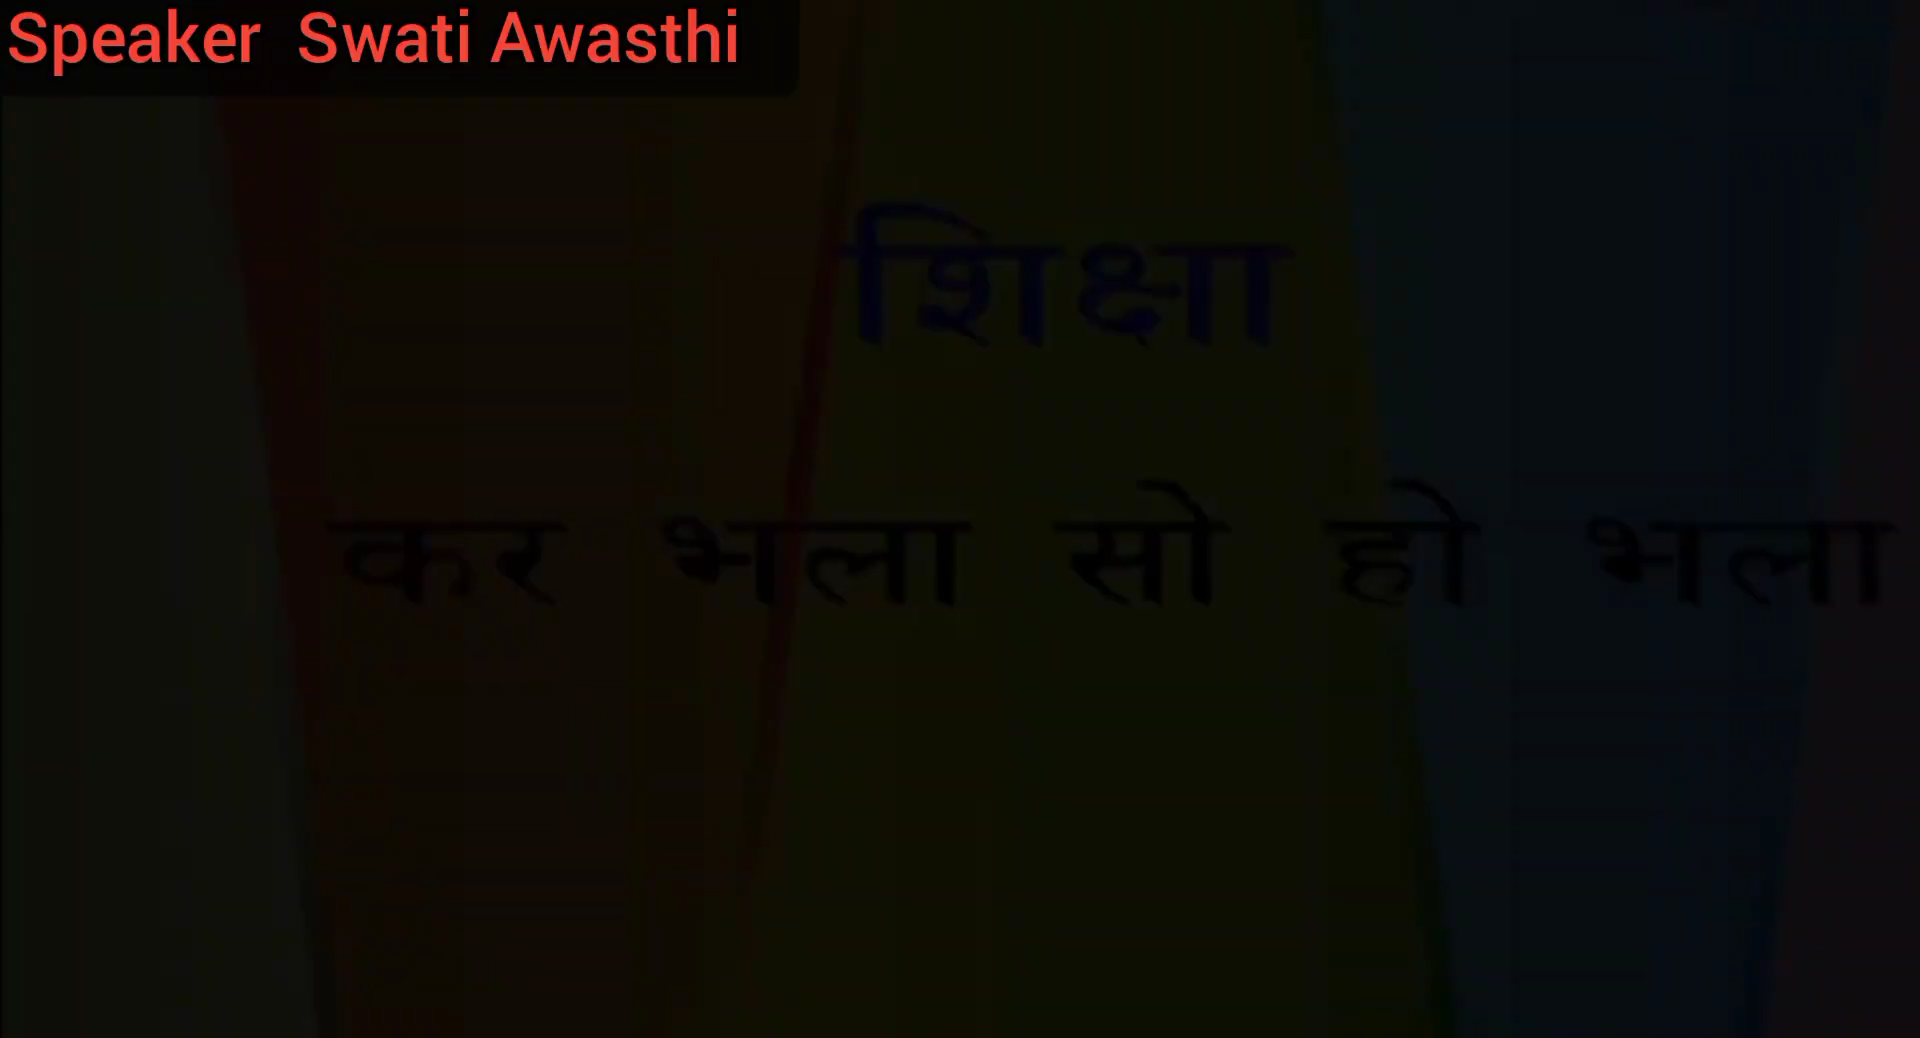 Speaker Swati Awasthi
शिक्षा
कर भला सो हो भला